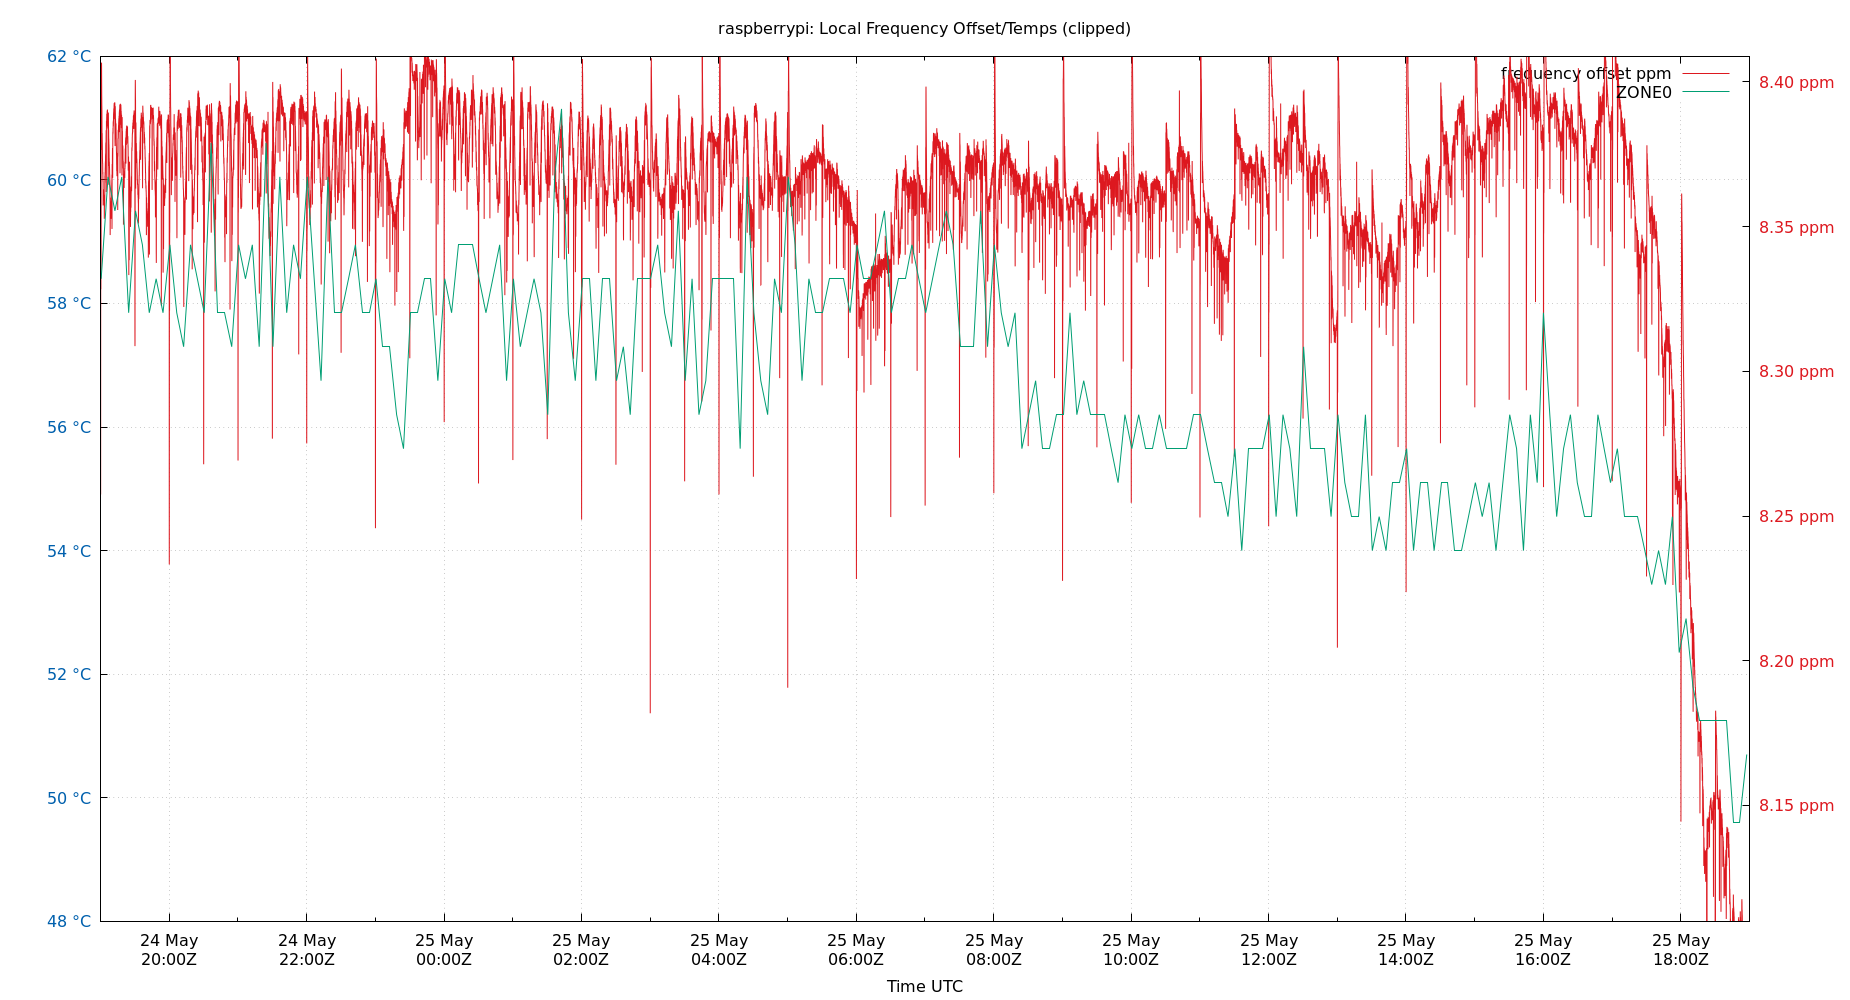 raspberrypi: Local Frequency Offset/Temps (clipped)
62 °C
60 °C
58 °C
56 °C
54 °C
52 °C
50 °C
48 °C
frequency offset ppm
ZONE0
8.40 ppm
8.35 ppm
8.30 ppm
8.25 ppm
8.20 ppm
8.15 ppm
24 May
20:00Z
24 May
22:00Z
25 May
00:00Z
25 May
02:00Z
25 May
04:00Z
25 May
06:00Z
25 May
08:00Z
25 May
10:00Z
25 May
12:00Z
25 May
14:00Z
25 May
16:00Z
25 May
18:00Z
Time UTC